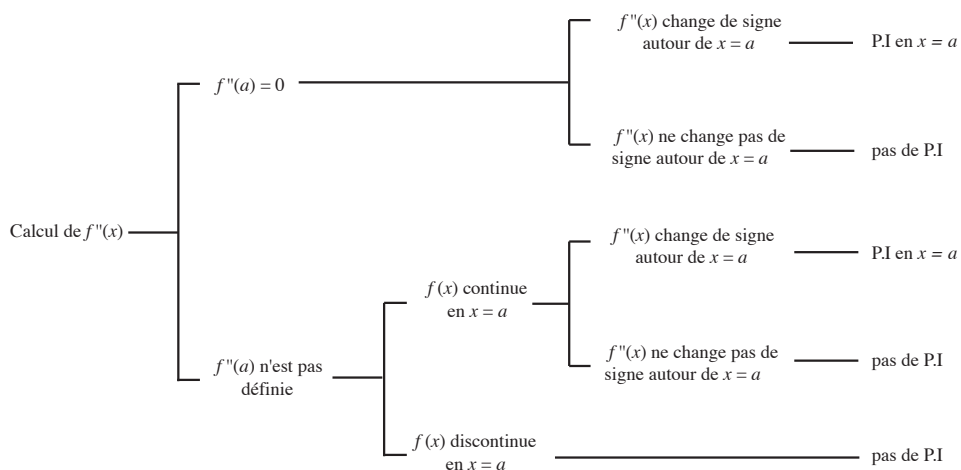 f "(x) change de signe
autour de x = a
P.I en x = a
f "(a) = 0
f "(x) ne change pas de
signe autour de x = a
pas de P.I
Calcul de f "(x)
f "(x) change de signe
autour de x = a
P.I en x = a
f (x) continue
en x = a
f "(x) ne change pas de
signe autour de x = a
pas de P.I
f "(a) n'est pas
définie
f (x) discontinue
en x = a
pas de P.I